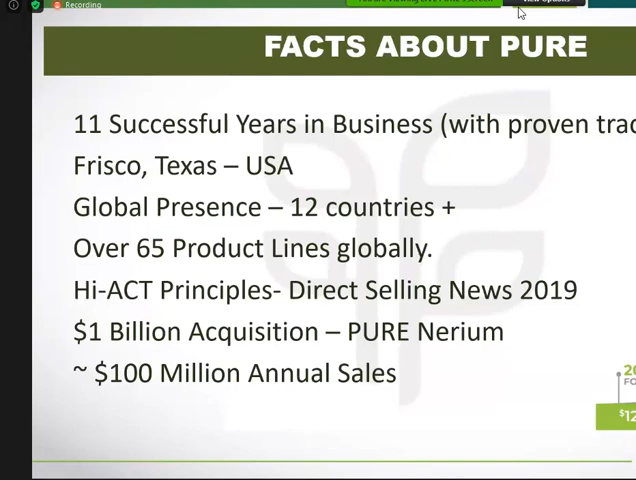 Recording
FACTS ABOUT PURE
11 Successful Years in Business (with proven
Frisco, Texas – USA
Global Presence – 12 countries +
Over 65 Product Lines globally.
Hi-ACT Principles- Direct Selling News 2019
$1 Billion Acquisition – PURE Nerium
~ $100 Million Annual Sales